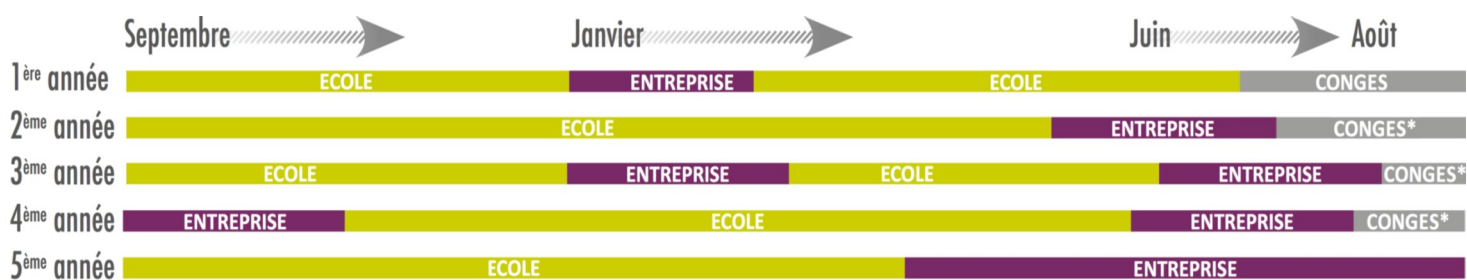 Septembre Janvier Juin Août
1ère année ECOLE ENTREPRISE ECOLE CONGES
2ème année ECOLE ENTREPRISE CONGES*
3ème année ECOLE ENTREPRISE ECOLE ENTREPRISE CONGES*
4ème année ENTREPRISE ECOLE ENTREPRISE CONGES*
5ème année ECOLE ENTREPRISE